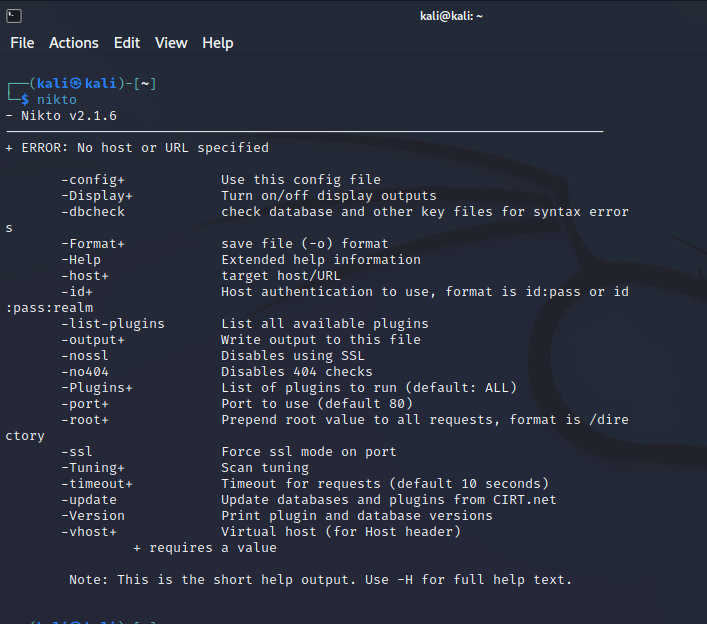 kali@kali: ~
File Actions Edit View Help
┌──(kali㉿kali)-[~]
└─$ nikto
- Nikto v2.1.6
---------------------------------------------------------------------------
+ ERROR: No host or URL specified
-config+ Use this config file
-Display+ Turn on/off display outputs
-dbcheck check database and other key files for syntax error
s
-Format+ save file (-o) format
-Help Extended help information
-host+ target host/URL
-id+ Host authentication to use, format is id:pass or id
:pass:realm
-list-plugins List all available plugins
-output+ Write output to this file
-nossl Disables using SSL
-no404 Disables 404 checks
-Plugins+ List of plugins to run (default: ALL)
-port+ Port to use (default 80)
-root+ Prepend root value to all requests, format is /dire
ctory
-ssl Force ssl mode on port
-Tuning+ Scan tuning
-timeout+ Timeout for requests (default 10 seconds)
-update Update databases and plugins from CIRT.net
-Version Print plugin and database versions
-vhost+ Virtual host (for Host header)
+ requires a value
Note: This is the short help output. Use -H for full help text.